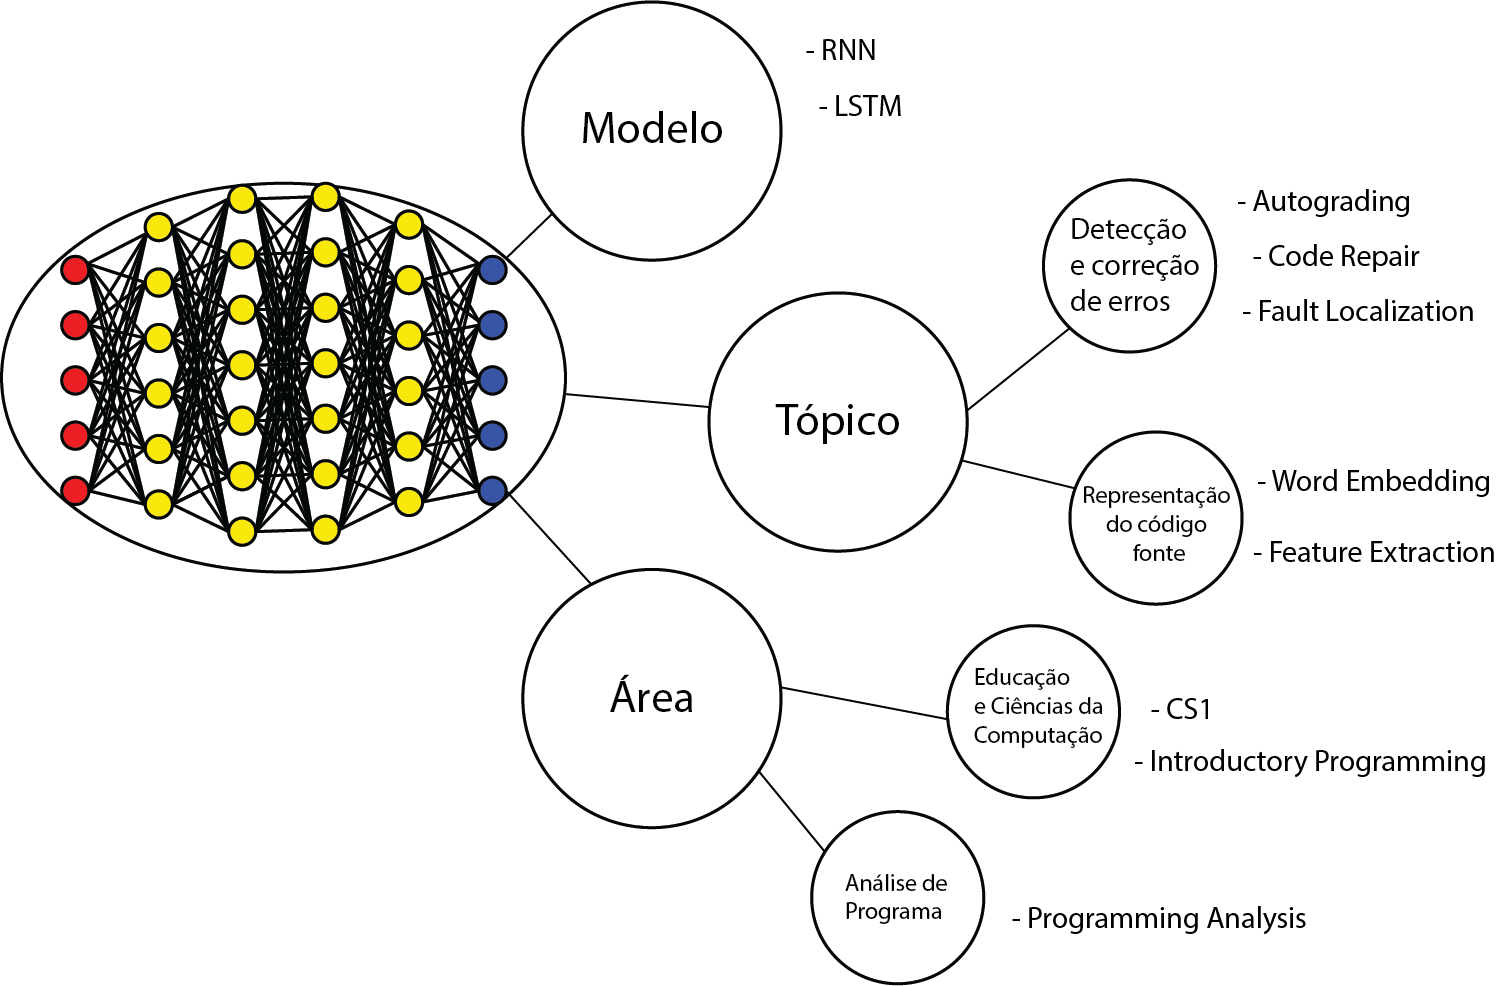 Modelo
- RNN
- LSTM
Tópico
Detecção
e correção
de erros
- Autograding
- Code Repair
- Fault Localization
Representação
do código
fonte
- Word Embedding
- Feature Extraction
Área
Educação
e Ciências da
Computação
- CS1
- Introductory Programming
Análise de
Programa
- Programming Analysis